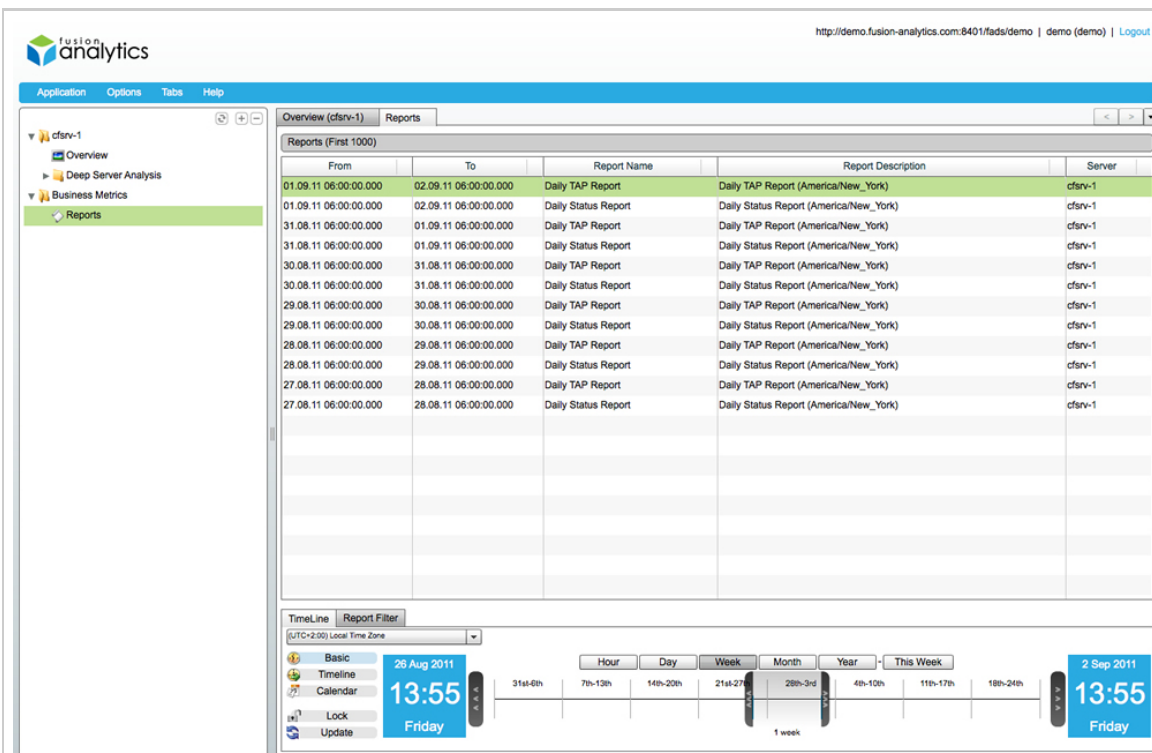 http://demo.fusion-analytics.com:8401/fads/demo | demo (demo) | Logout
fusion
analytics
Application Options Tabs Help
cfsrv-1
Overview
Deep Server Analysis
Business Metrics
Reports
Overview (cfsrv-1) Reports
Reports (First 1000)
From To Report Name Report Description Server
01.09.11 06:00:00.000 02.09.11 06:00:00.000 Daily TAP Report Daily TAP Report (America/New_York) cfsrv-1
01.09.11 06:00:00.000 02.09.11 06:00:00.000 Daily Status Report Daily Status Report (America/New_York) cfsrv-1
31.08.11 06:00:00.000 01.09.11 06:00:00.000 Daily TAP Report Daily TAP Report (America/New_York) cfsrv-1
31.08.11 06:00:00.000 01.09.11 06:00:00.000 Daily Status Report Daily Status Report (America/New_York) cfsrv-1
30.08.11 06:00:00.000 31.08.11 06:00:00.000 Daily TAP Report Daily TAP Report (America/New_York) cfsrv-1
30.08.11 06:00:00.000 31.08.11 06:00:00.000 Daily Status Report Daily Status Report (America/New_York) cfsrv-1
29.08.11 06:00:00.000 30.08.11 06:00:00.000 Daily TAP Report Daily TAP Report (America/New_York) cfsrv-1
29.08.11 06:00:00.000 30.08.11 06:00:00.000 Daily Status Report Daily Status Report (America/New_York) cfsrv-1
28.08.11 06:00:00.000 29.08.11 06:00:00.000 Daily TAP Report Daily TAP Report (America/New_York) cfsrv-1
28.08.11 06:00:00.000 29.08.11 06:00:00.000 Daily Status Report Daily Status Report (America/New_York) cfsrv-1
27.08.11 06:00:00.000 28.08.11 06:00:00.000 Daily TAP Report Daily TAP Report (America/New_York) cfsrv-1
27.08.11 06:00:00.000 28.08.11 06:00:00.000 Daily Status Report Daily Status Report (America/New_York) cfsrv-1
TimeLine Report Filter
(UTC+2:00) Local Time Zone
Basic
Timeline
Calendar
Lock
Update
26 Aug 2011
13:55
Friday
Hour Day Week Month Year - This Week
31st-6th 7th-13th 14th-20th 21st-27th 28th-3rd 4th-10th 11th-17th 18th-24th
1 week
2 Sep 2011
13:55
Friday